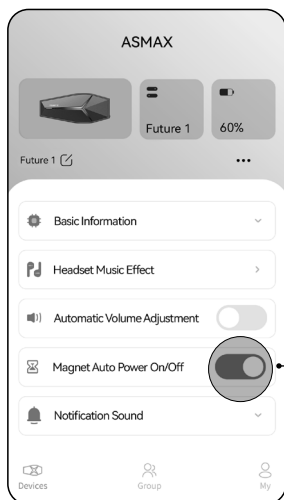 ASMAX
Future 1
60%
Future 1
Basic Information
Headset Music Effect
Automatic Volume Adjustment
Magnet Auto Power On/Off
Notification Sound
Devices
Group
My